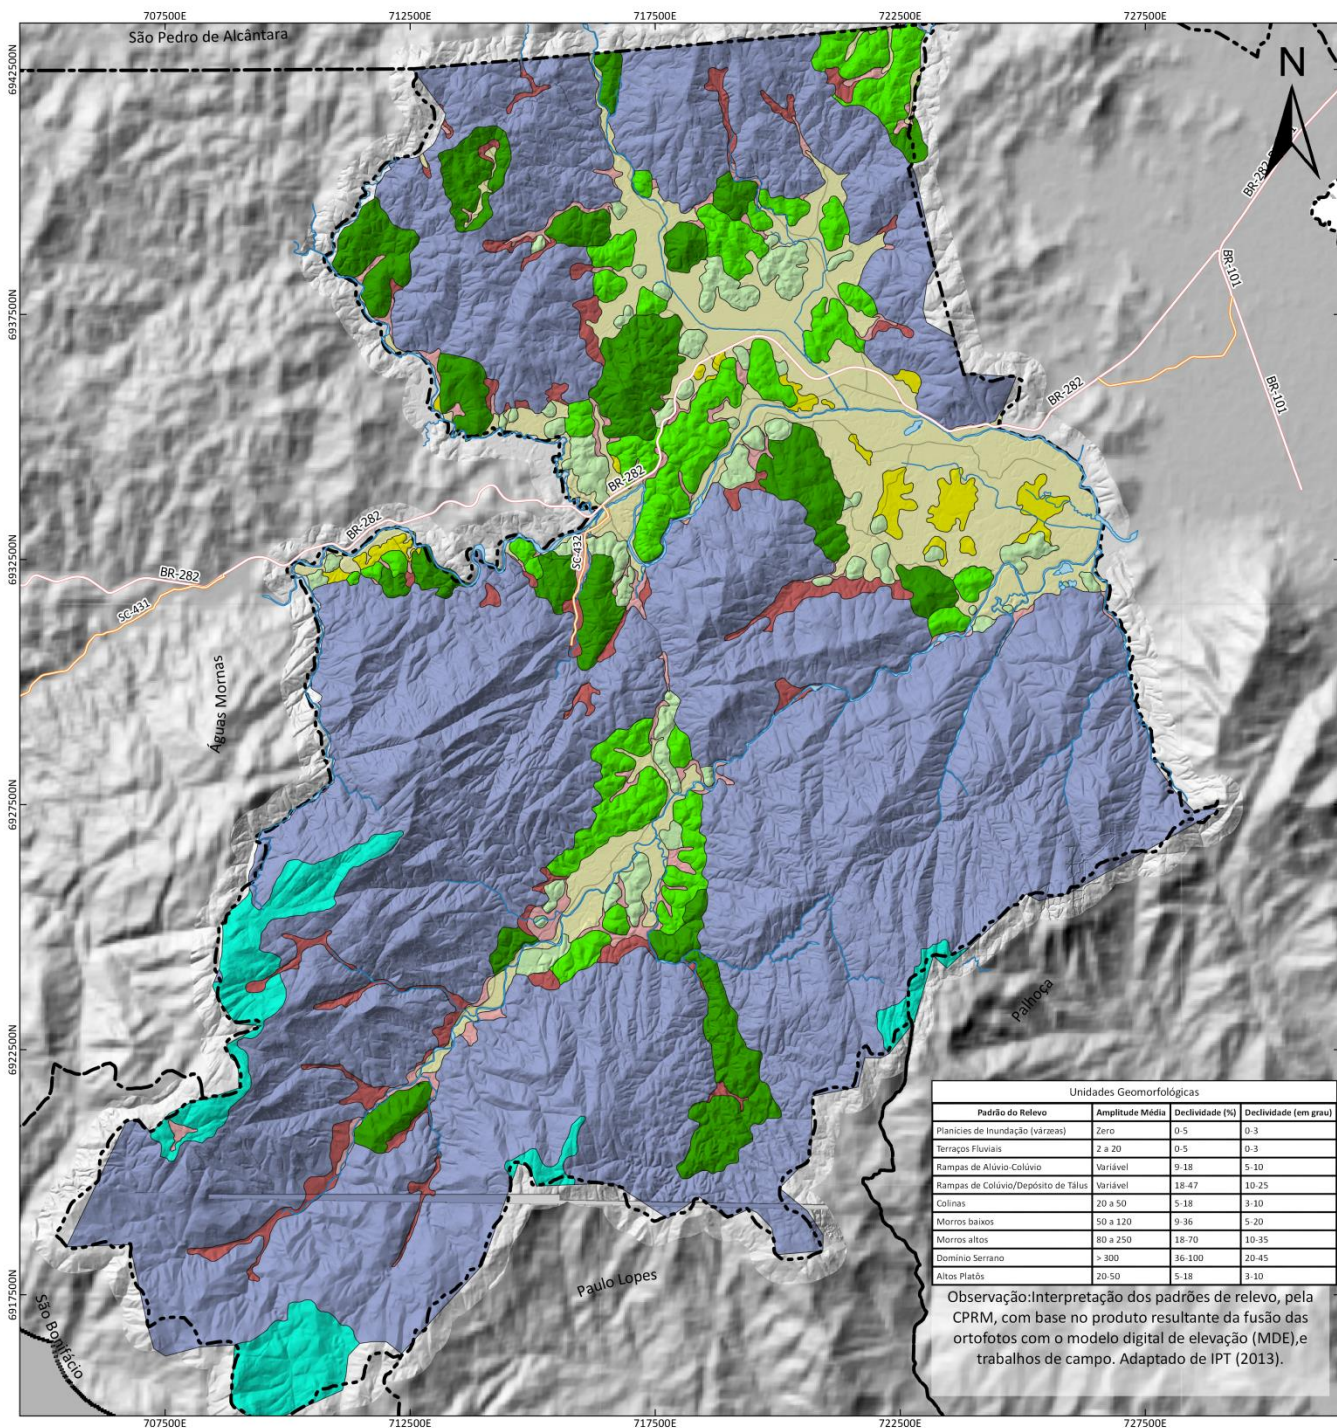 707500E 712500E 717500E 722500E 727500E
São Pedro de Alcântara
6942500N
N
BR-282
BR-101
6937500N
BR-282
BR-101
BR-282
BR-282
SC-432
6932500N
BR-282
SC-431
Águas Mornas
6927500N
Palhoça
6922500N
Unidades Geomorfológicas
Padrão do Relevo Amplitude Média Declividade (%) Declividade (em grau)
Planícies de Inundação (várzeas) Zero 0-5 0-3
Terraços Fluviais 2 a 20 0-5 0-3
Rampas de Alúvio-Colúvio Variável 9-18 5-10
Rampas de Colúvio/Depósito de Tálus Variável 18-47 10-25
Colinas 20 a 50 5-18 3-10
Morros baixos 50 a 120 9-36 5-20
Morros altos 80 a 250 18-70 10-35
Domínio Serrano > 300 36-100 20-45
Altos Platôs 20-50 5-18 3-10
Paulo Lopes
6917500N
São Bonifácio
Observação:Interpretação dos padrões de relevo, pela
CPRM, com base no produto resultante da fusão das
ortofotos com o modelo digital de elevação (MDE),e
trabalhos de campo. Adaptado de IPT (2013).
707500E 712500E 717500E 722500E 727500E